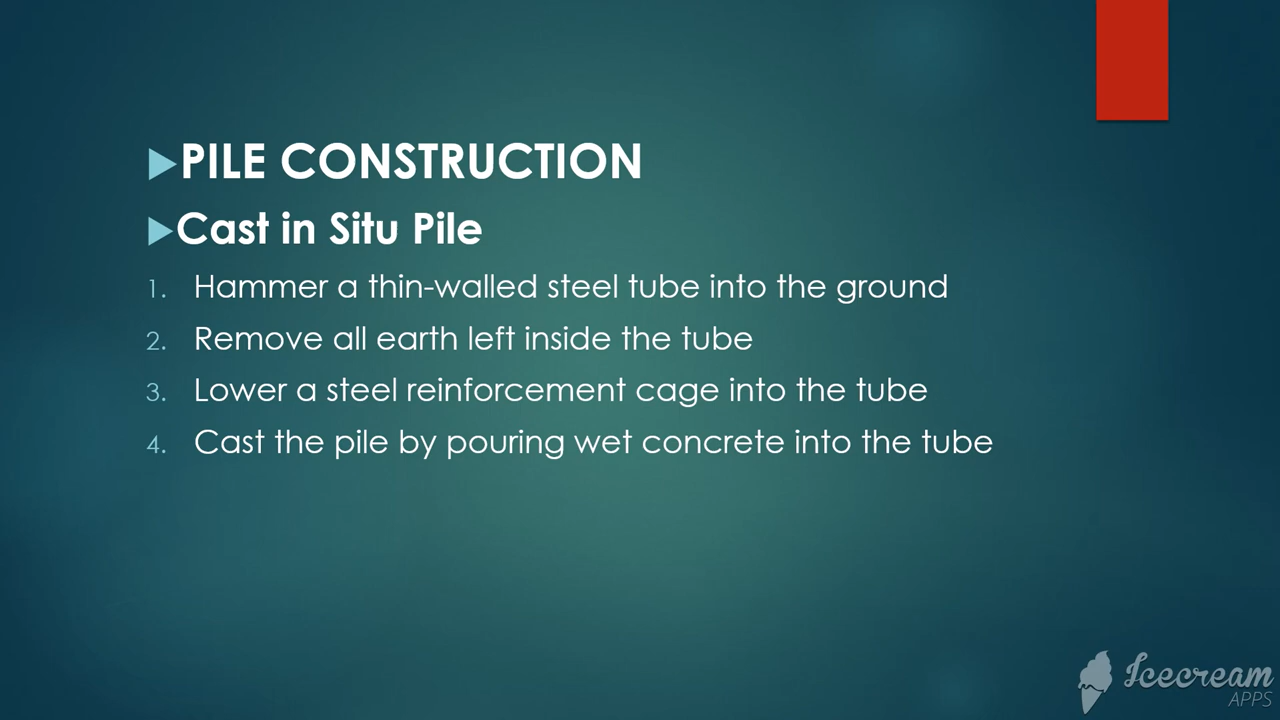 PILE CONSTRUCTION
Cast in Situ Pile
1. Hammer a thin-walled steel tube into the ground
2. Remove all earth left inside the tube
3. Lower a steel reinforcement cage into the tube
4. Cast the pile by pouring wet concrete into the tube
Icecream
APPS